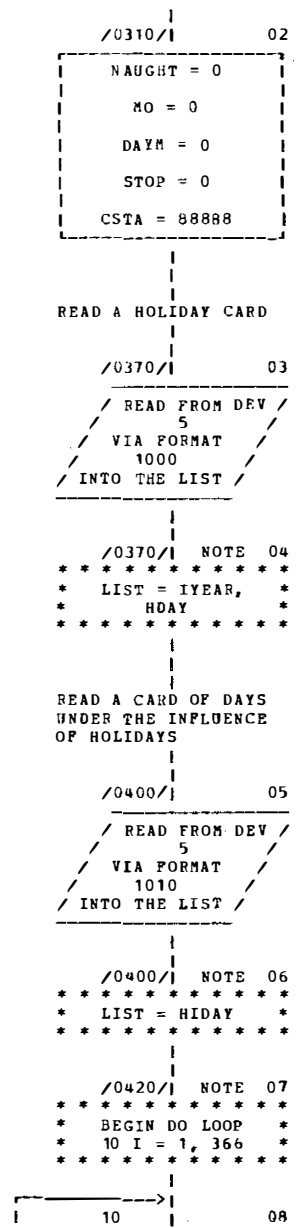 /0310/ 02
NAUGHT = 0
MO = 0
DAYM = 0
STOP = 0
CSTA = 88888
READ A HOLIDAY CARD
/0370/ 03
/ READ FROM DEV /
/ 5 /
/ VIA FORMAT /
/ 1000 /
/ INTO THE LIST /
/0370/ NOTE 04
* * * * * * * * * * *
* LIST = IYEAR, *
* HDAY *
* * * * * * * * * * *
READ A CARD OF DAYS
UNDER THE INFLUENCE
OF HOLIDAYS
/0400/ 05
/ READ FROM DEV /
/ 5 /
/ VIA FORMAT /
/ 1010 /
/ INTO THE LIST /
/0400/ NOTE 06
* * * * * * * * * * *
* LIST = HIDAY *
* * * * * * * * * * *
/0420/ NOTE 07
* * * * * * * * * * *
* BEGIN DO LOOP *
* 10 I = 1, 366 *
* * * * * * * * * * *
10 08